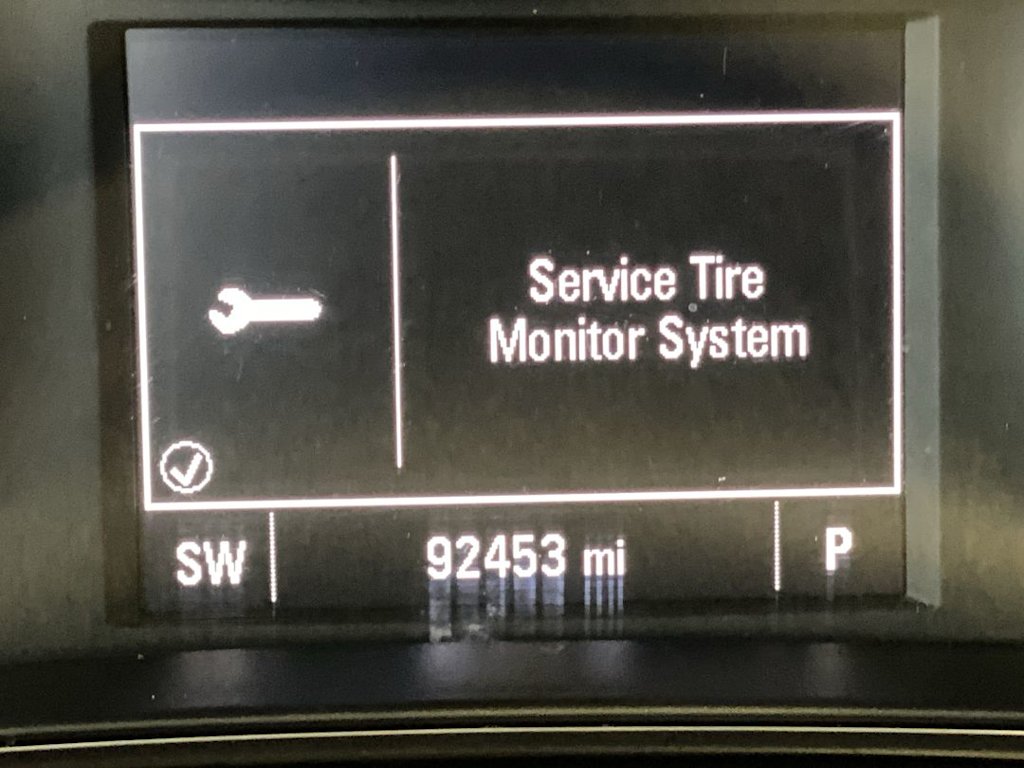 Service Tire
Monitor System
SW 92453 mi P